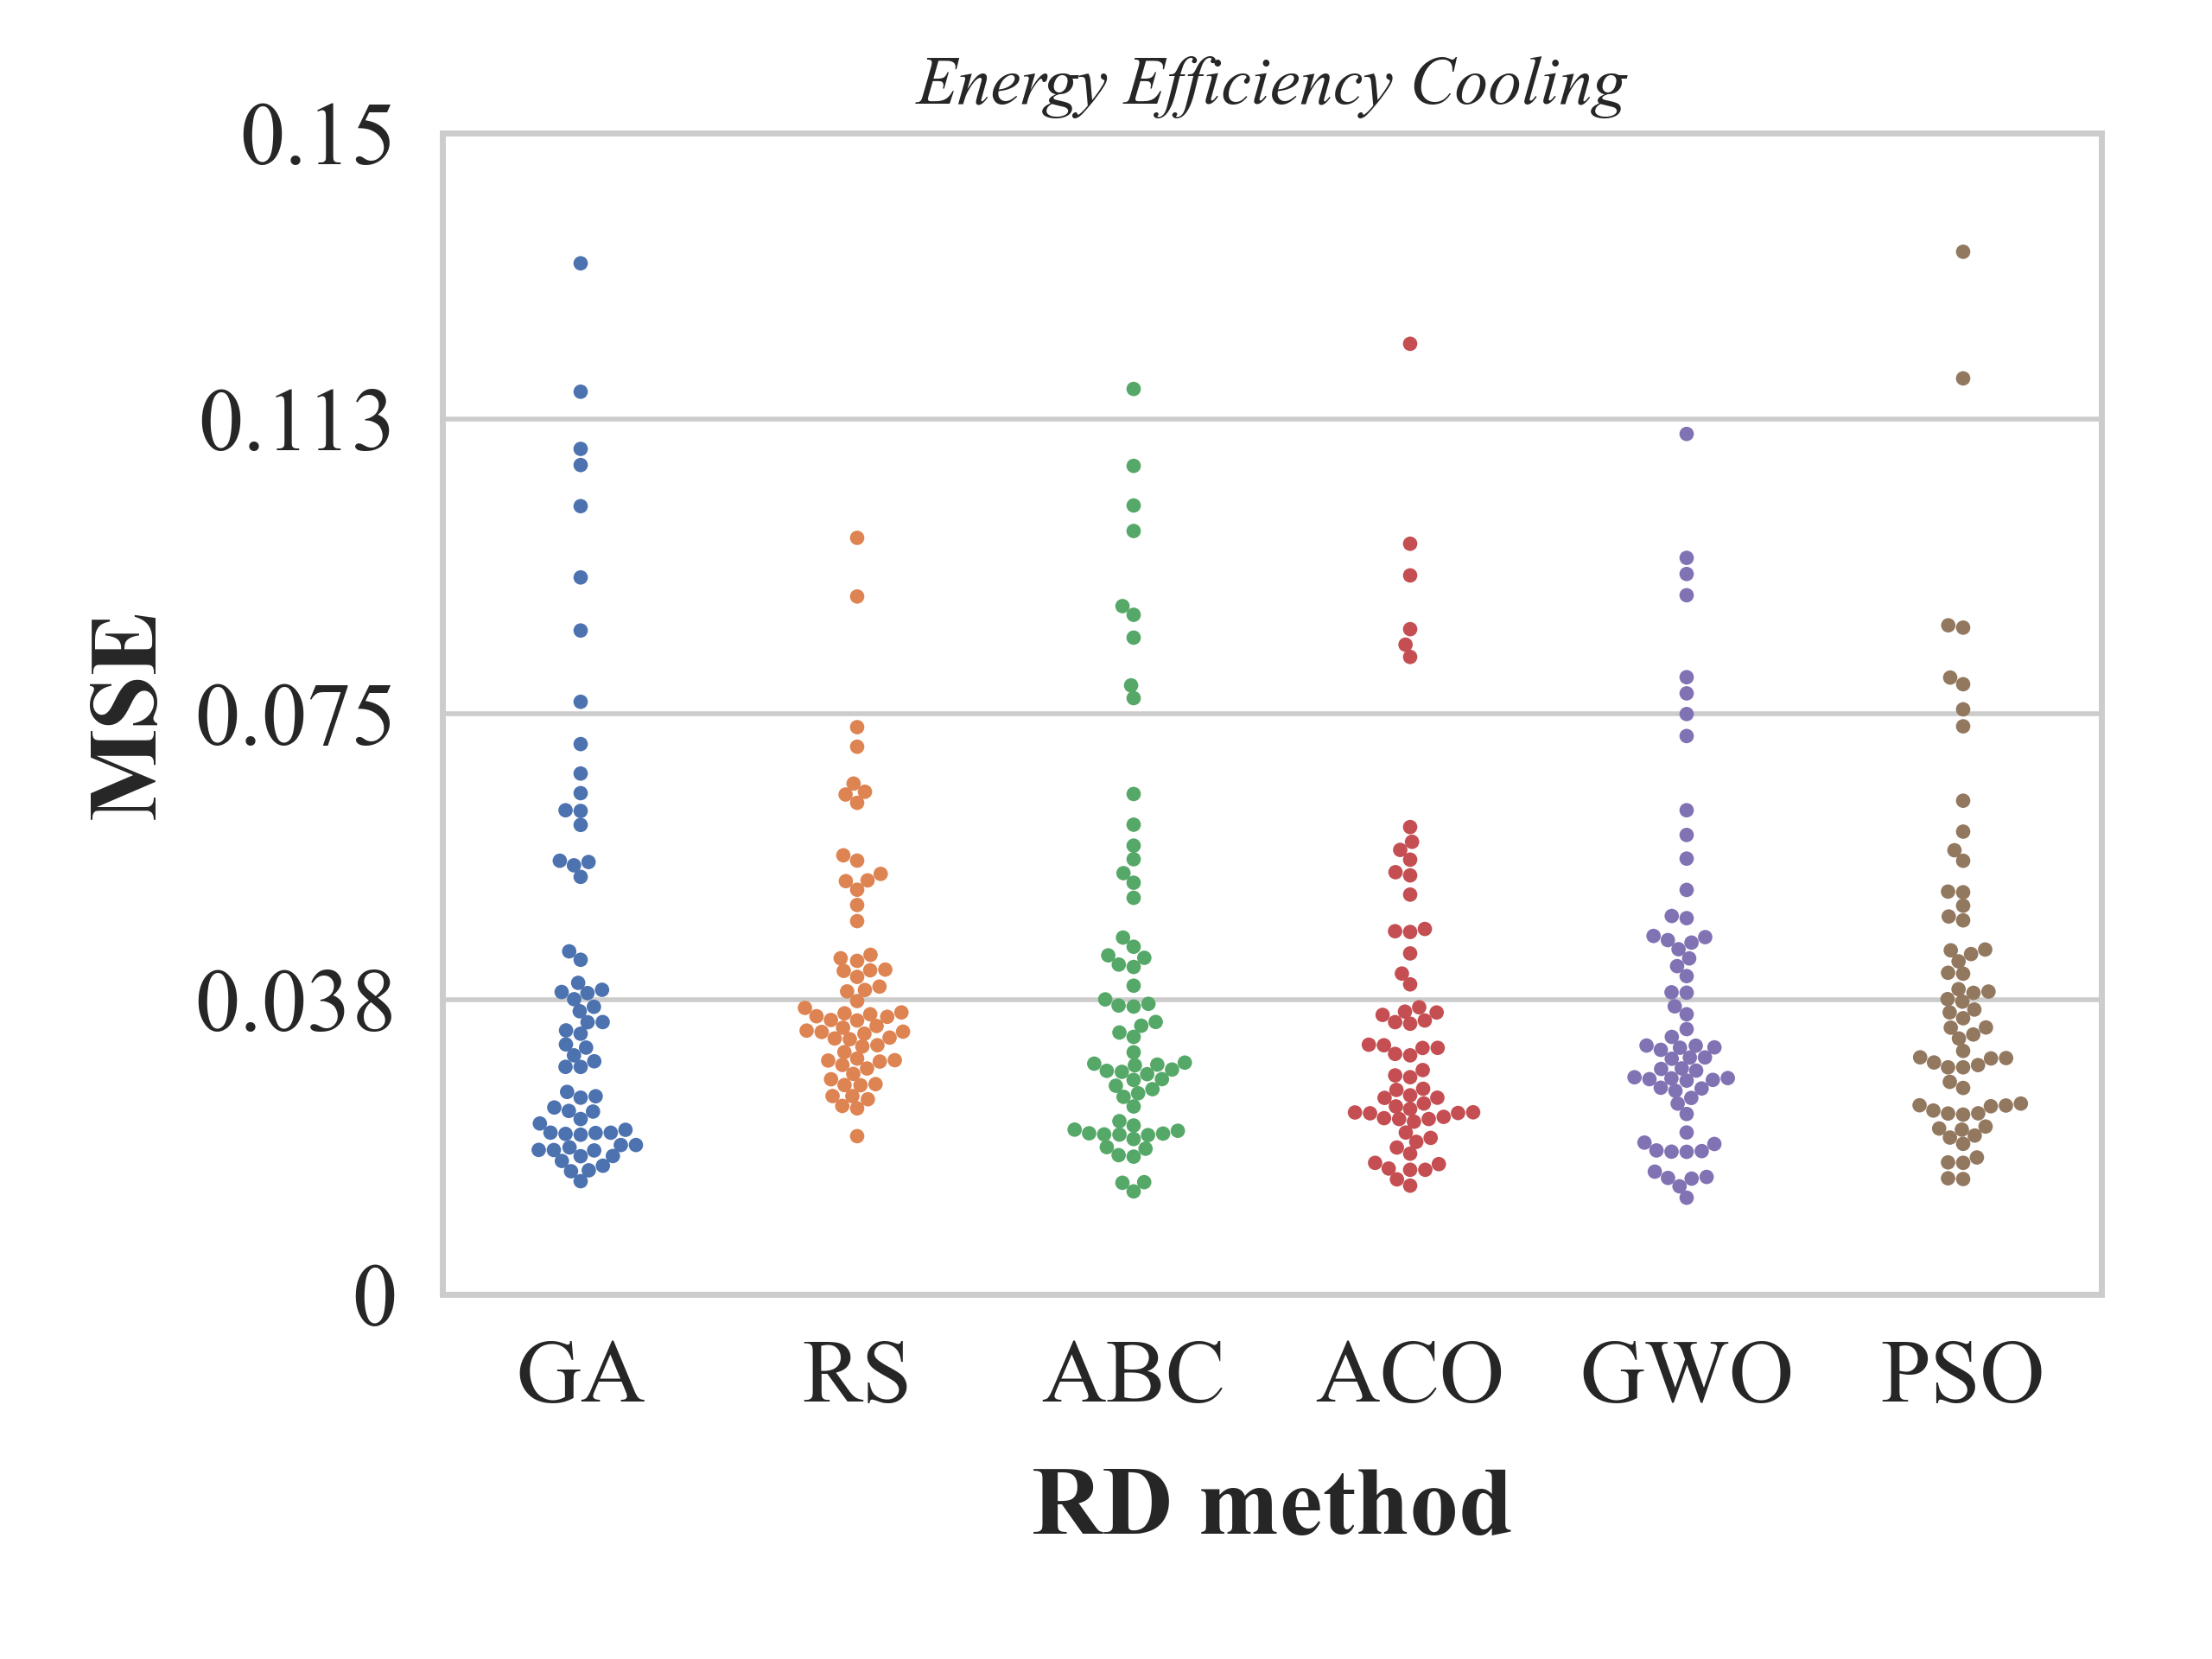 Energy Efficiency Cooling
0.15
0.113
0.075
0.038
0
MSE
GA RS ABC ACO GWO PSO
RD method